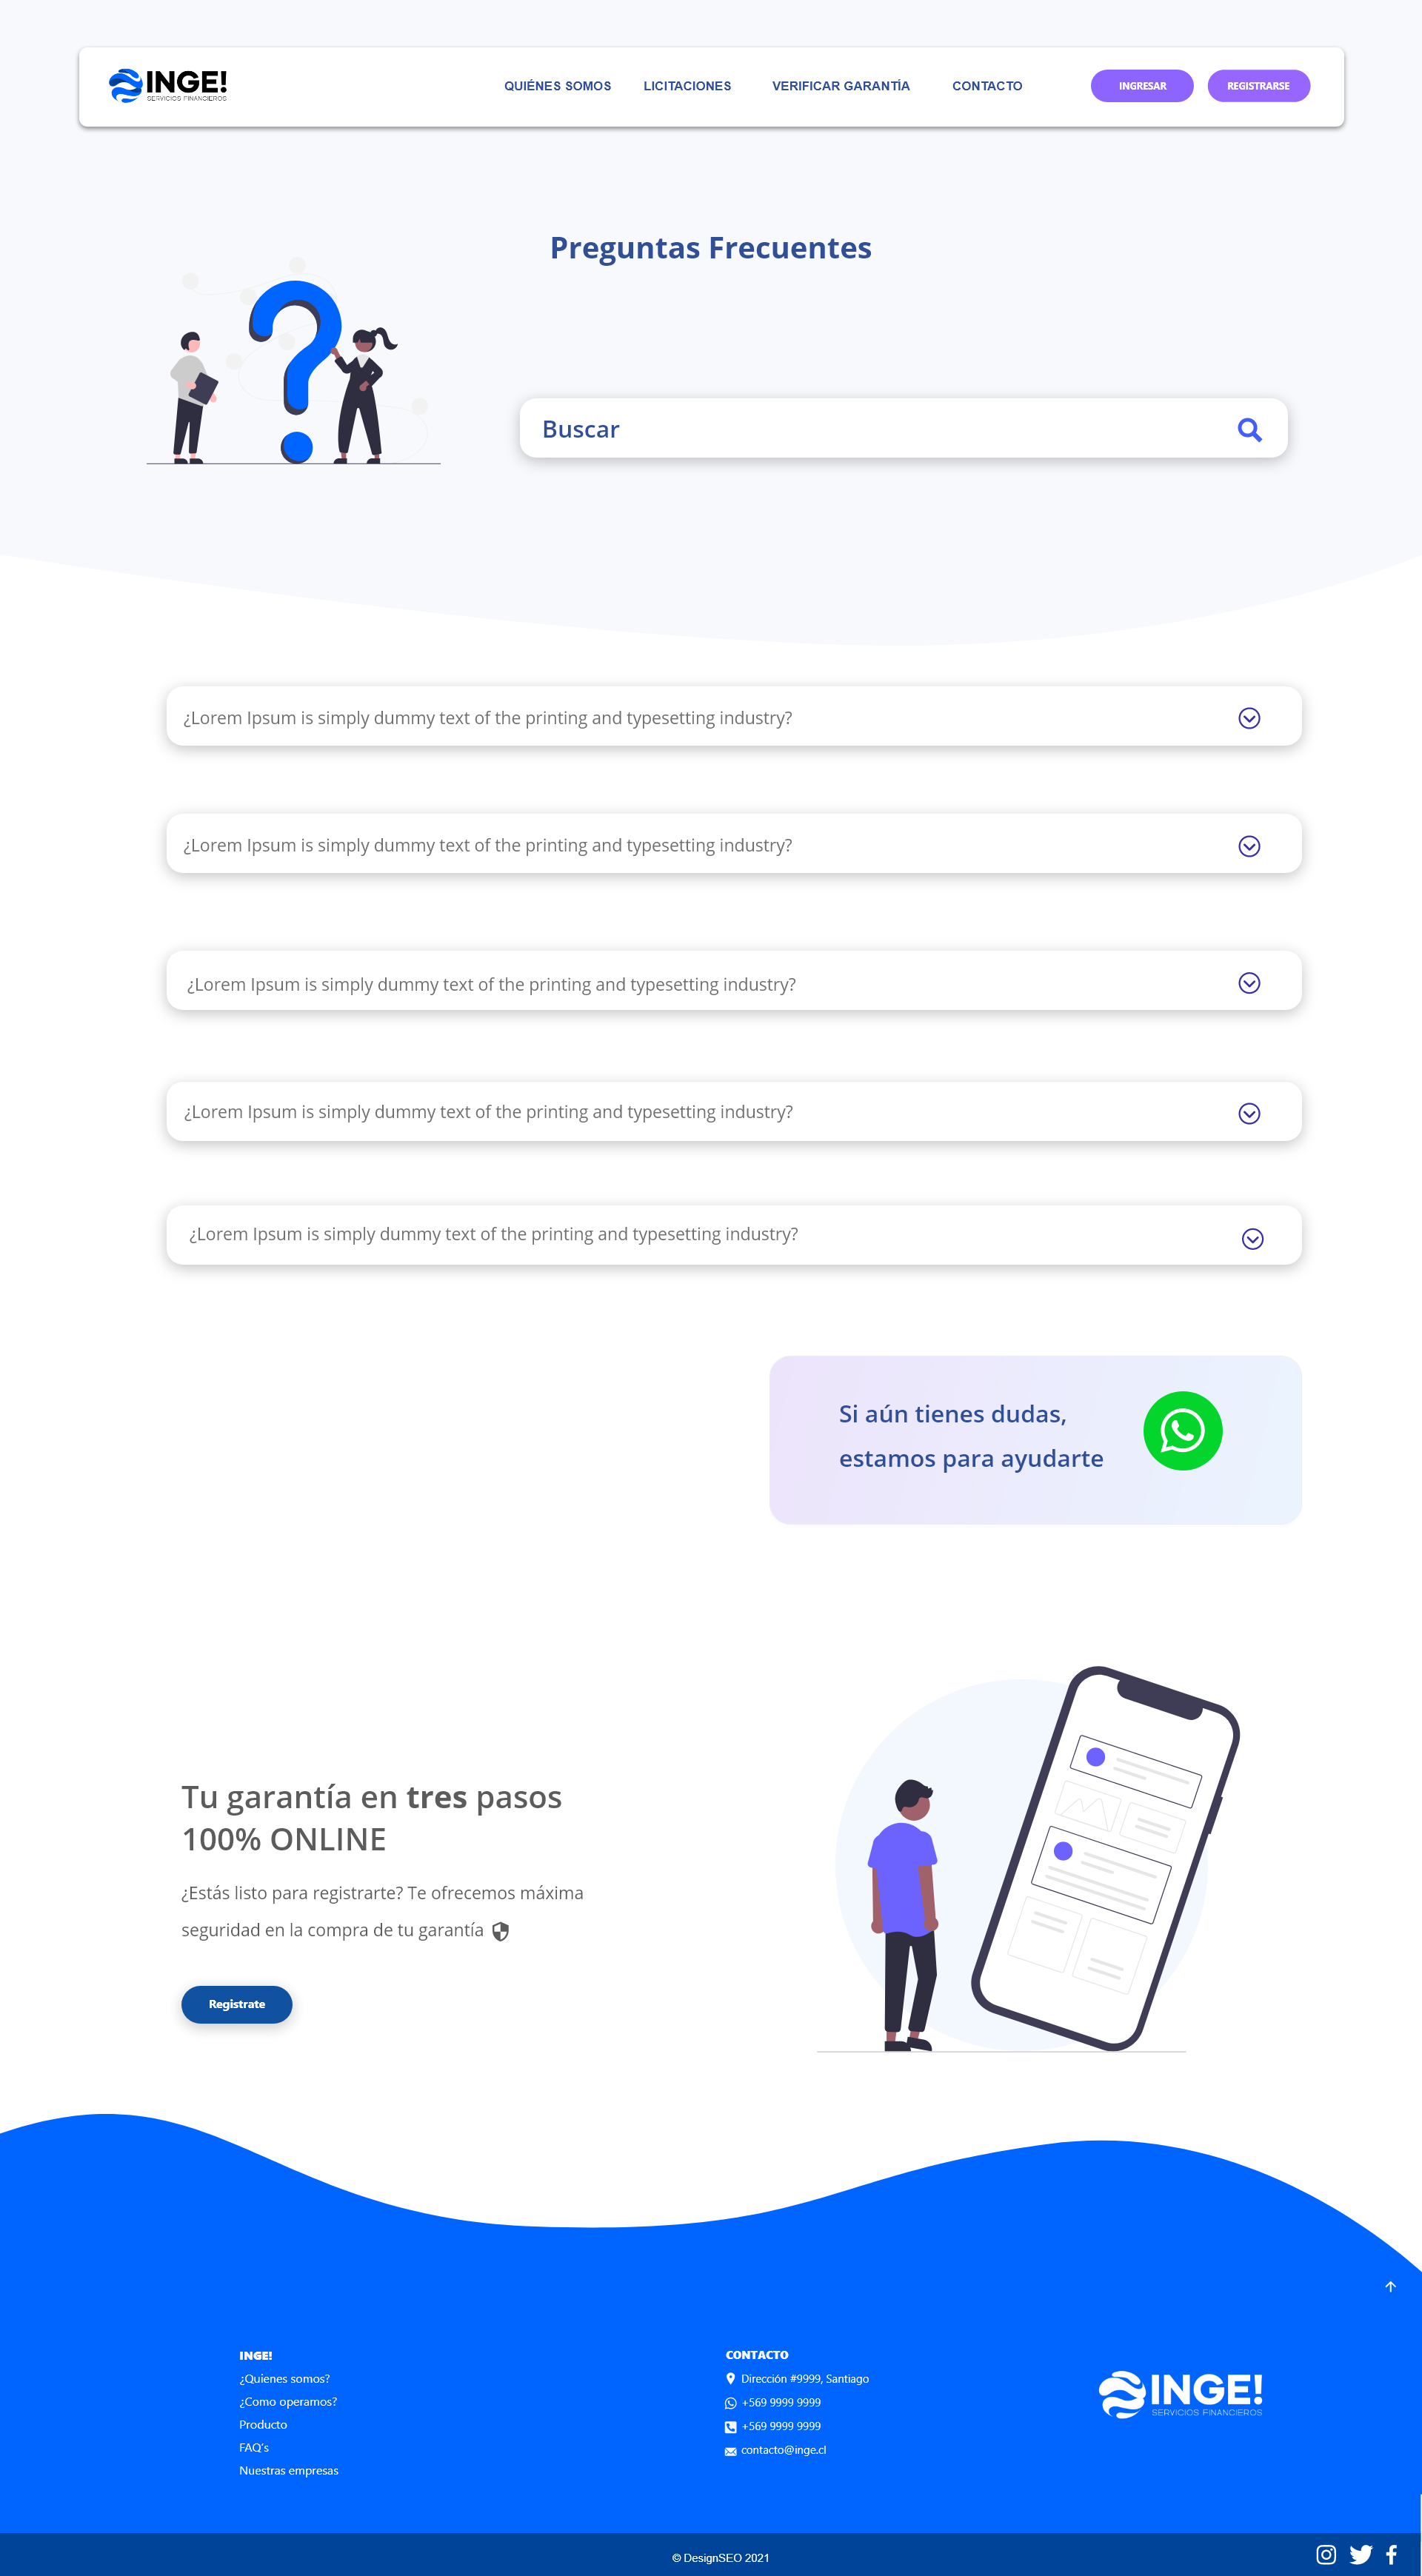 INGE!
SERVICIOS FINANCIEROS
QUIÉNES SOMOS
LICITACIONES
VERIFICAR GARANTÍA
CONTACTO
INGRESAR
REGISTRARSE
Preguntas Frecuentes
Buscar
¿Lorem Ipsum is simply dummy text of the printing and typesetting industry?
¿Lorem Ipsum is simply dummy text of the printing and typesetting industry?
¿Lorem Ipsum is simply dummy text of the printing and typesetting industry?
¿Lorem Ipsum is simply dummy text of the printing and typesetting industry?
¿Lorem Ipsum is simply dummy text of the printing and typesetting industry?
Si aún tienes dudas,
estamos para ayudarte
Tu garantía en tres pasos
100% ONLINE
¿Estás listo para registrarte? Te ofrecemos máxima
seguridad en la compra de tu garantía
Registrate
INGE!
¿Quienes somos?
¿Como operamos?
Producto
FAQ's
Nuestras empresas
CONTACTO
Dirección #9999, Santiago
+569 9999 9999
+569 9999 9999
contacto@inge.cl
INGE!
SERVICIOS FINANCIEROS
© DesignSEO 2021